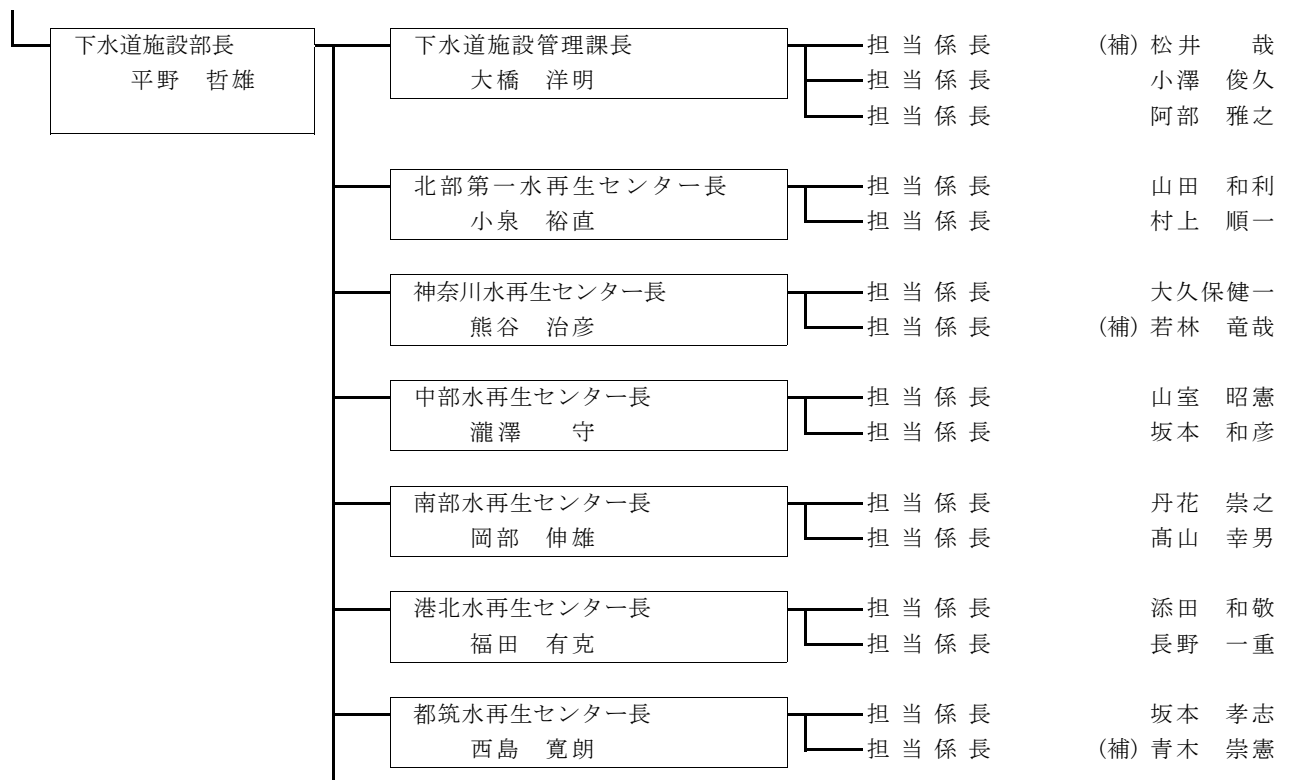 下水道施設部長 下水道施設管理課長 担当係長 (補) 松井 哉
平野 哲雄 大橋 洋明 担当係長 小澤 俊久
担当係長 阿部 雅之
北部第一水再生センター長 担当係長 山田 和利
小泉 裕直 担当係長 村上 順一
神奈川水再生センター長 担当係長 大久保健一
熊谷 治彦 担当係長 (補) 若林 竜哉
中部水再生センター長 担当係長 山室 昭憲
瀧澤 守 担当係長 坂本 和彦
南部水再生センター長 担当係長 丹花 崇之
岡部 伸雄 担当係長 髙山 幸男
港北水再生センター長 担当係長 添田 和敬
福田 有克 担当係長 長野 一重
都筑水再生センター長 担当係長 坂本 孝志
西島 寛朗 担当係長 (補) 青木 崇憲